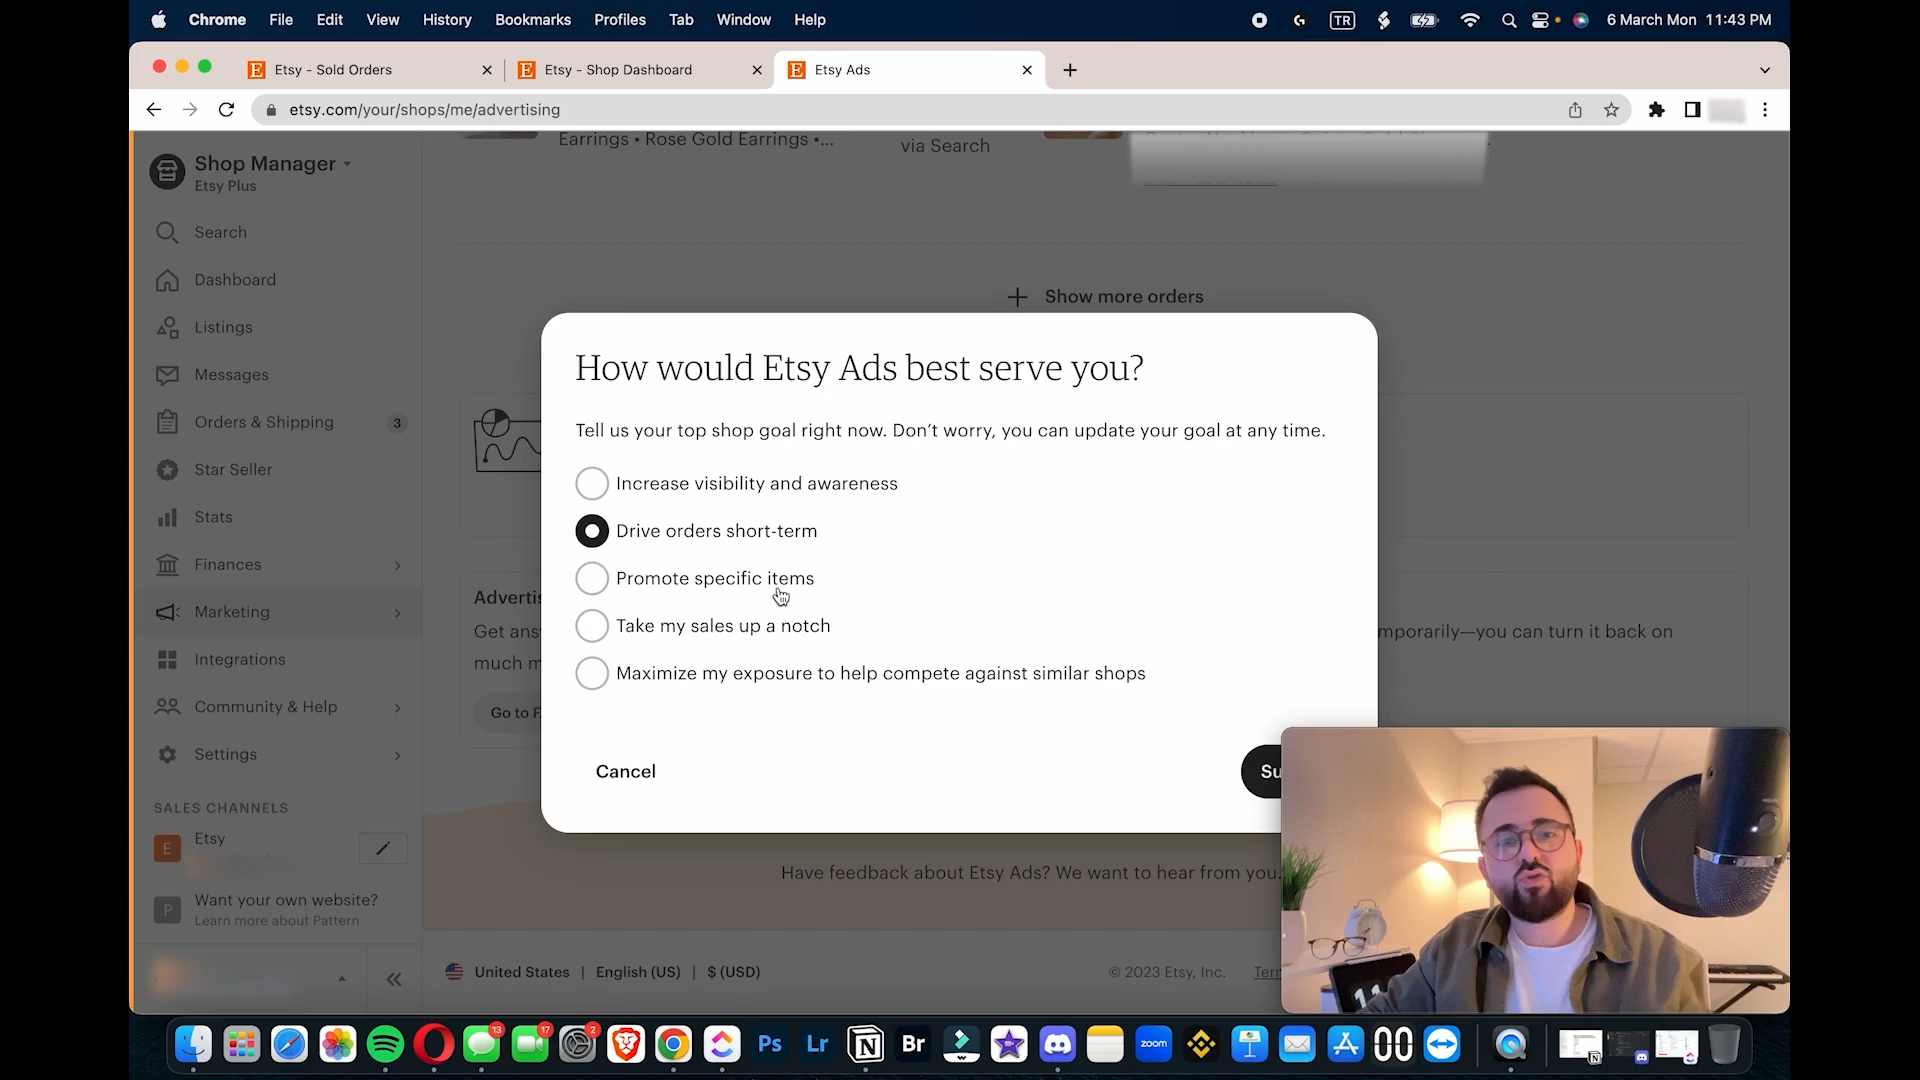 Chrome File Edit View History Bookmarks Profiles Tab Window Help
TR
6 March Mon 11:43 PM
Etsy - Sold Orders
Etsy - Shop Dashboard
Etsy Ads
etsy.com/your/shops/me/advertising
Earrings • Rose Gold Earrings •...
via Search
Shop Manager
Etsy Plus
Search
Dashboard
Listings
Messages
Orders & Shipping 3
Star Seller
Stats
Finances
Marketing
Integrations
Community & Help
Settings
SALES CHANNELS
E Etsy
P Want your own website?
Learn more about Pattern
Show more orders
How would Etsy Ads best serve you?
Tell us your top shop goal right now. Don’t worry, you can update your goal at any time.
Increase visibility and awareness
Drive orders short-term
Promote specific items
Take my sales up a notch
Maximize my exposure to help compete against similar shops
Cancel
Su
Advertis
Get ans
much m
Go to F
mporarily—you can turn it back on
Have feedback about Etsy Ads? We want to hear from you.
United States | English (US) | $ (USD)
© 2023 Etsy, Inc. Ter
13 17 2
Ps Lr Br zoom 00